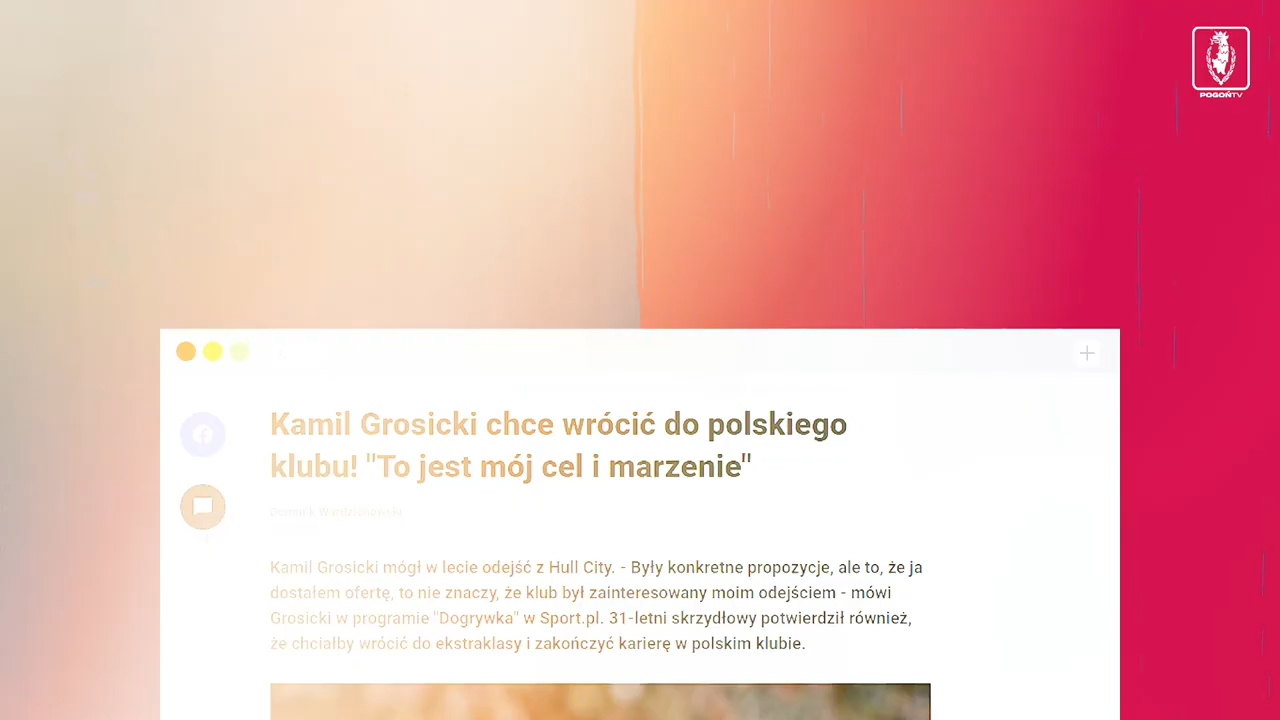 POGOŃTV
Kamil Grosicki chce wrócić do polskiego
klubu! "To jest mój cel i marzenie"
Dominik Wardzichowski
Kamil Grosicki mógł w lecie odejść z Hull City. - Były konkretne propozycje, ale to, że ja
dostałem ofertę, to nie znaczy, że klub był zainteresowany moim odejściem - mówi
Grosicki w programie "Dogrywka" w Sport.pl. 31-letni skrzydłowy potwierdził również,
że chciałby wrócić do ekstraklasy i zakończyć karierę w polskim klubie.